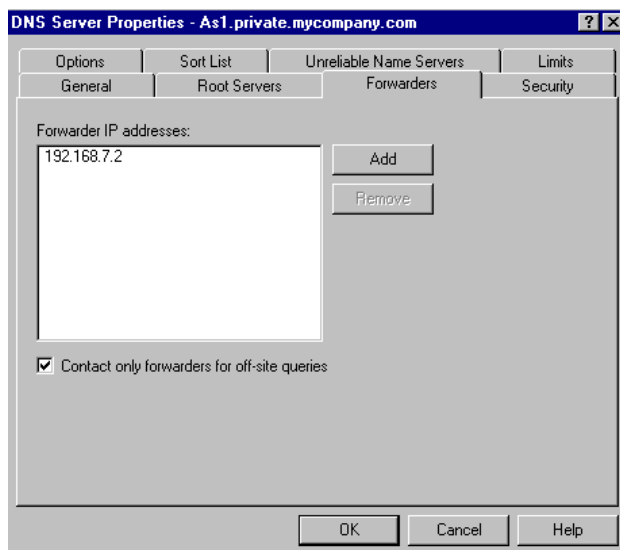 DNS Server Properties - As1.private.mycompany.com
Options Sort List Unreliable Name Servers Limits
General Root Servers Forwarders Security
Forwarder IP addresses:
192.168.7.2
Add
Remove
Contact only forwarders for off-site queries
OK Cancel Help